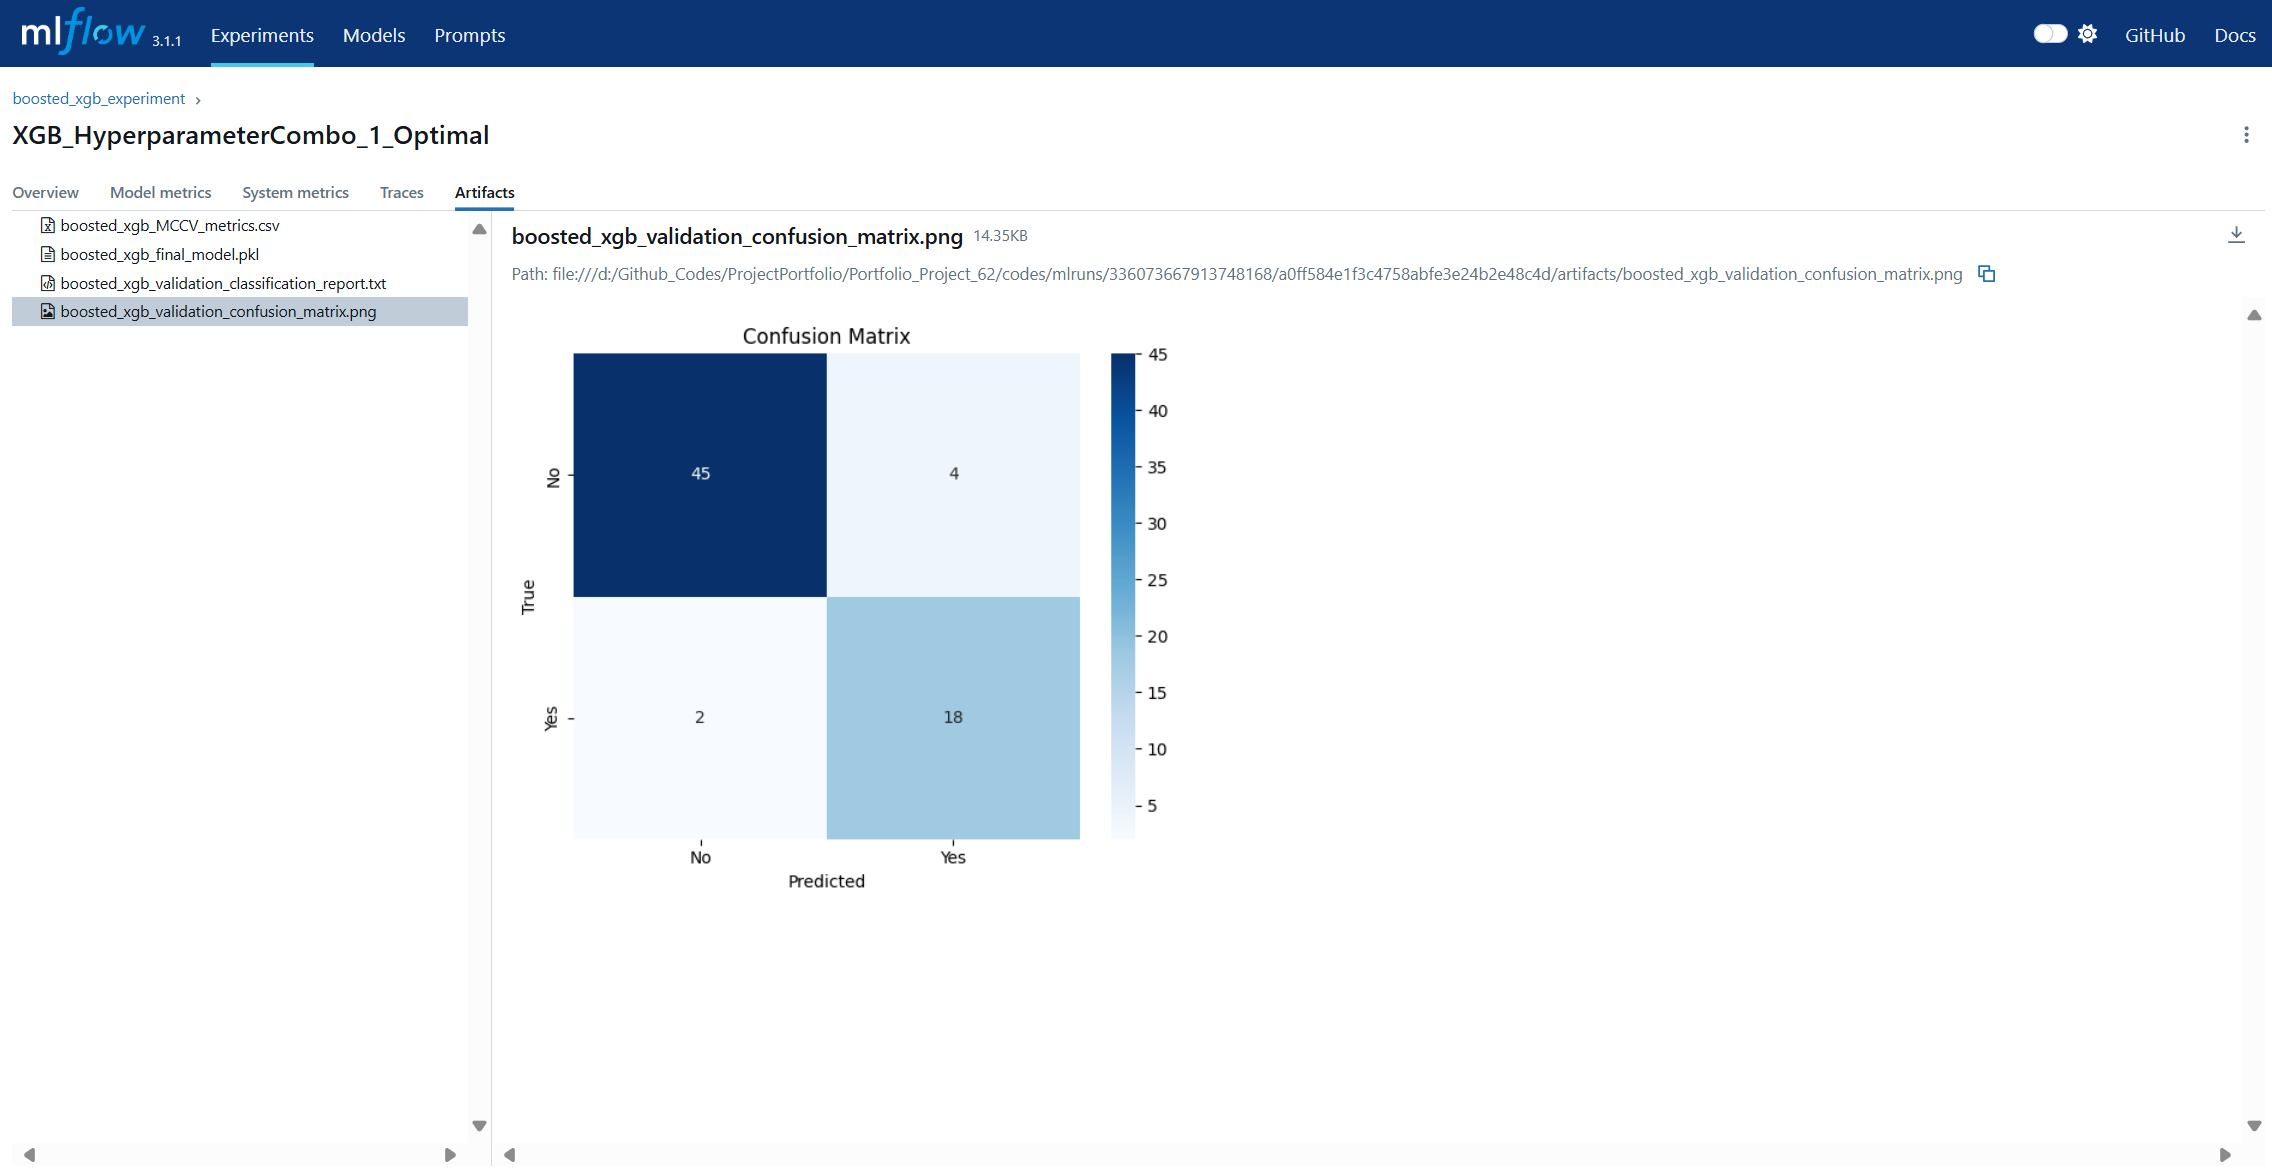 mlflow 3.1.1 Experiments Models Prompts GitHub Docs
boosted_xgb_experiment
XGB_HyperparameterCombo_1_Optimal
Overview Model metrics System metrics Traces Artifacts
boosted_xgb_MCCV_metrics.csv
boosted_xgb_final_model.pkl
boosted_xgb_validation_classification_report.txt
boosted_xgb_validation_confusion_matrix.png
boosted_xgb_validation_confusion_matrix.png 14.35KB
Path: file:///d:/Github_Codes/ProjectPortfolio/Portfolio_Project_62/codes/mlruns/336073667913748168/a0ff584e1f3c4758abfe3e24b2e48c4d/artifacts/boosted_xgb_validation_confusion_matrix.png
Confusion Matrix
True
No
Yes
45 4
2 18
No Yes
Predicted
45
40
35
30
25
20
15
10
5